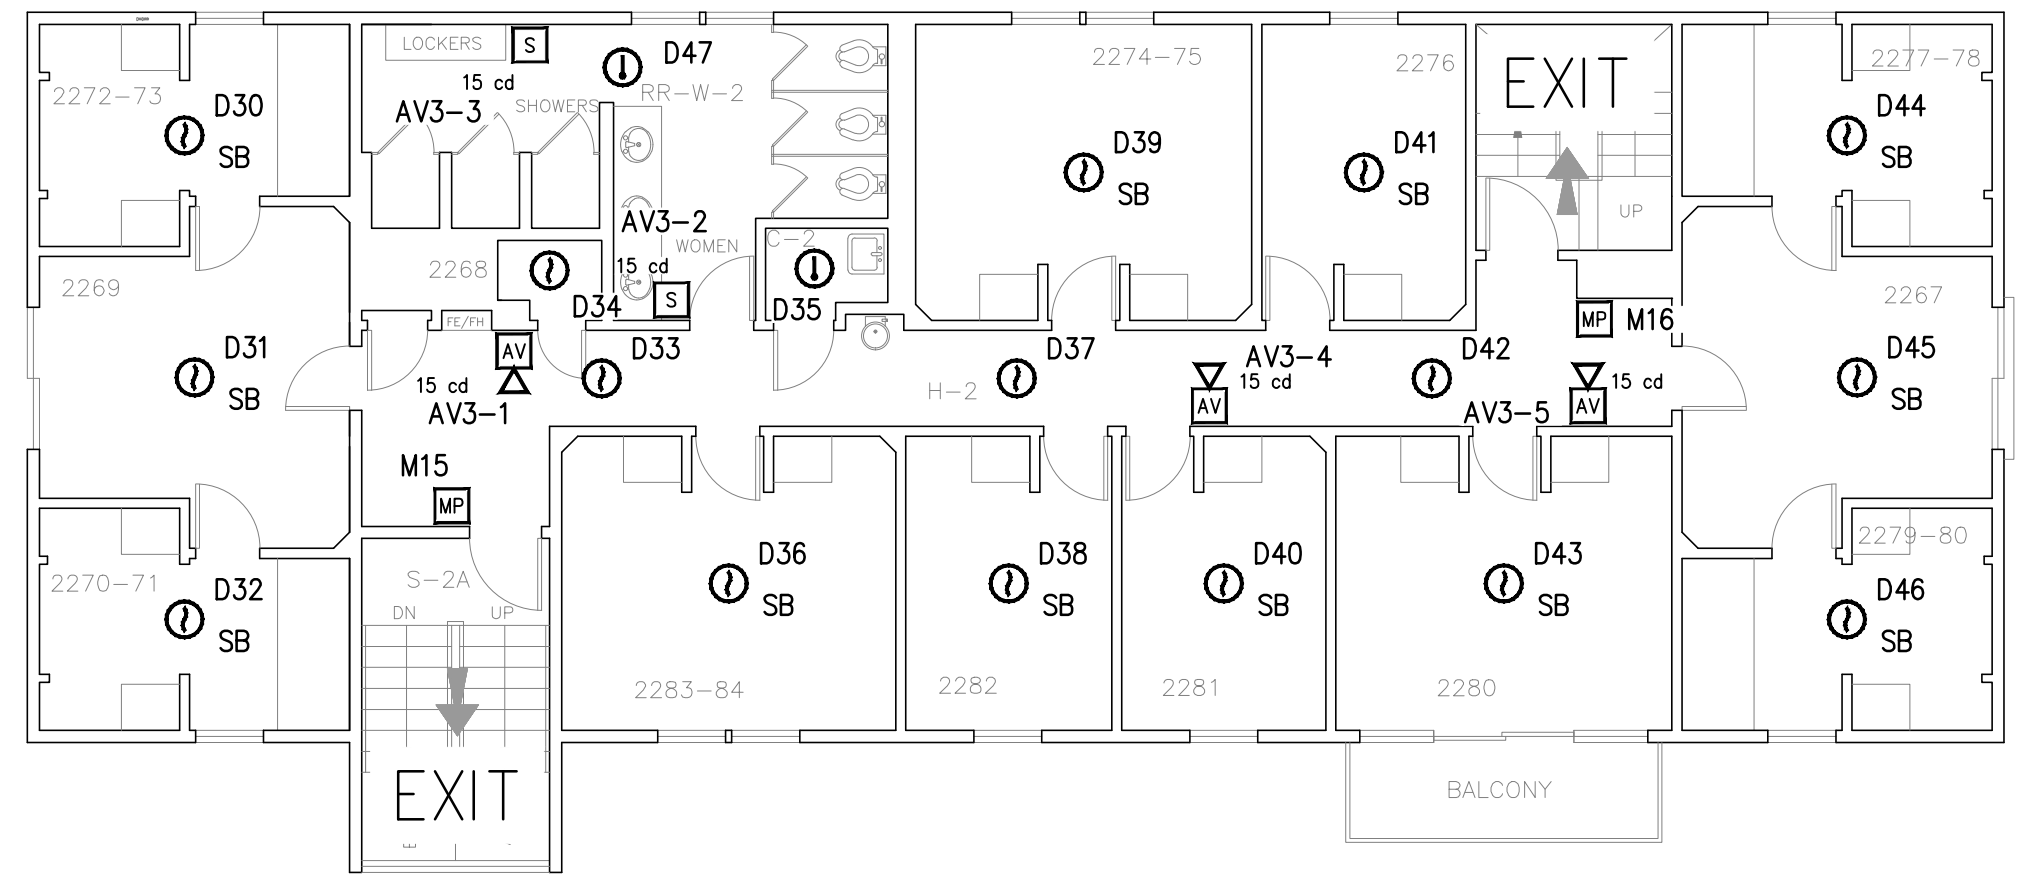 LOCKERS
S
D47
2274-75
2276
EXIT
2277-78
2272-73
D30
SB
15 cd
AV3-3
SHOWERS
RR-W-2
D39
SB
D41
SB
D44
SB
UP
AV3-2
WOMEN
C-2
15 cd
2268
2269
S
D34
D35
2267
FE/FH
MP
M16
D31
SB
AV
D33
D37
AV3-4
D42
D45
SB
15 cd
AV3-1
H-2
15 cd
AV
15 cd
AV
AV3-5
M15
MP
2270-71
D32
SB
S-2A
DN
UP
D36
SB
D38
SB
D40
SB
D43
SB
2279-80
D46
SB
2283-84
2282
2281
2280
EXIT
BALCONY